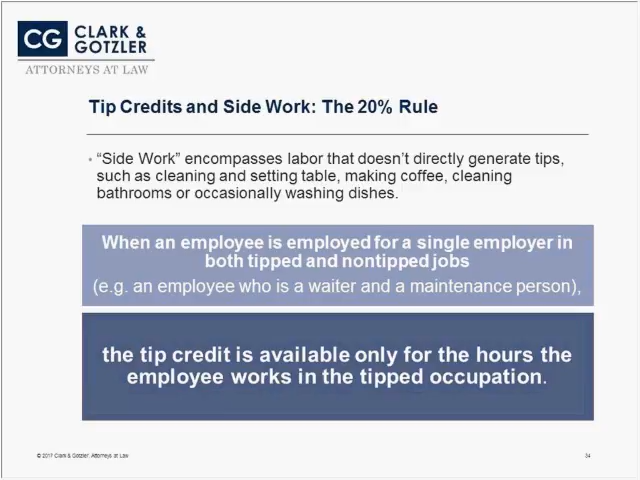 CG CLARK & GOTZLER
ATTORNEYS AT LAW
Tip Credits and Side Work: The 20% Rule
• “Side Work” encompasses labor that doesn’t directly generate tips,
such as cleaning and setting table, making coffee, cleaning
bathrooms or occasionally washing dishes.
When an employee is employed for a single employer in
both tipped and nontipped jobs
(e.g. an employee who is a waiter and a maintenance person),
the tip credit is available only for the hours the
employee works in the tipped occupation.
© 2017 Clark & Gotzler, Attorneys at Law
34